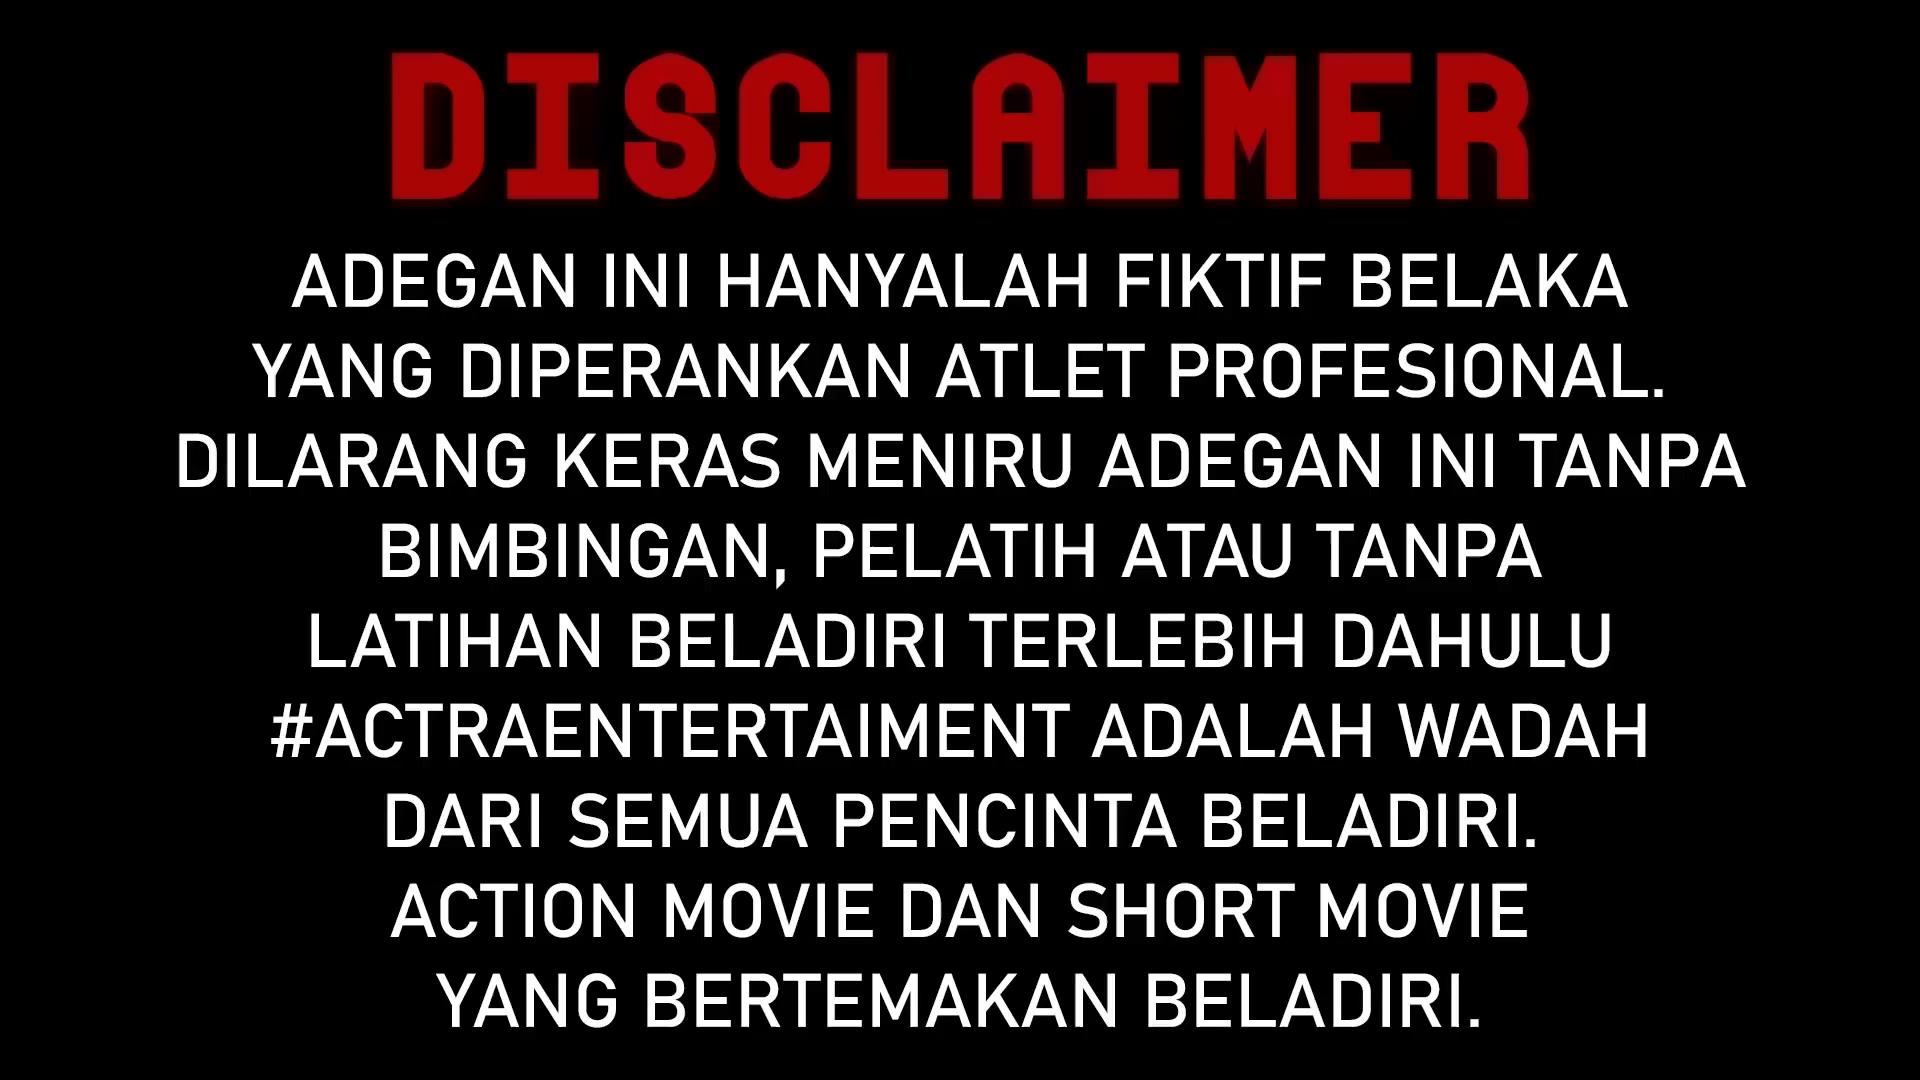 DISCLAIMER
ADEGAN INI HANYALAH FIKTIF BELAKA
YANG DIPERANKAN ATLET PROFESIONAL.
DILARANG KERAS MENIRU ADEGAN INI TANPA
BIMBINGAN, PELATIH ATAU TANPA
LATIHAN BELADIRI TERLEBIH DAHULU
#ACTRAENTERTAIMENT ADALAH WADAH
DARI SEMUA PENCINTA BELADIRI.
ACTION MOVIE DAN SHORT MOVIE
YANG BERTEMAKAN BELADIRI.